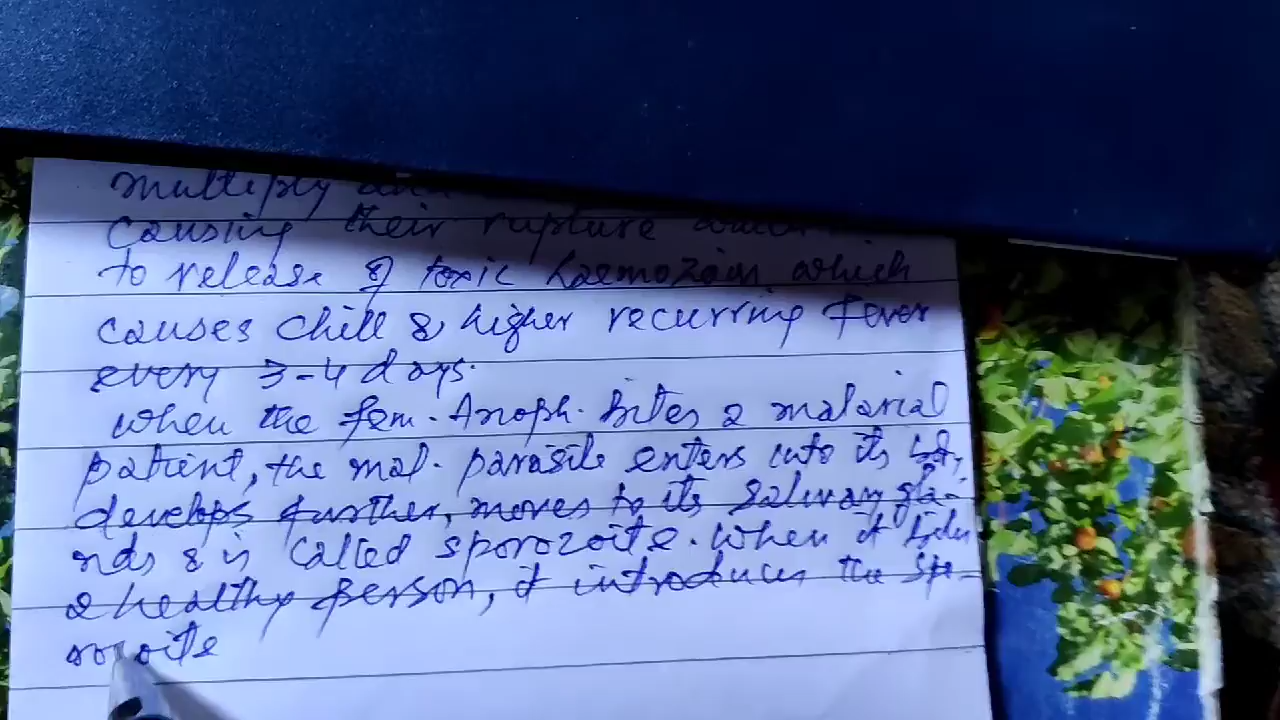 multiply
causing their rupture
to release of toxic haemozoin which
causes chill & higher recurring fever
every 3-4 days.
when the fem. Anoph. bites a malarial
patient, the mal. parasite enters into its
develops further, moves to its salivary gla-
nds & is called sporozoite. When it bites
a healthy person, it introduces the spo-
rozoite